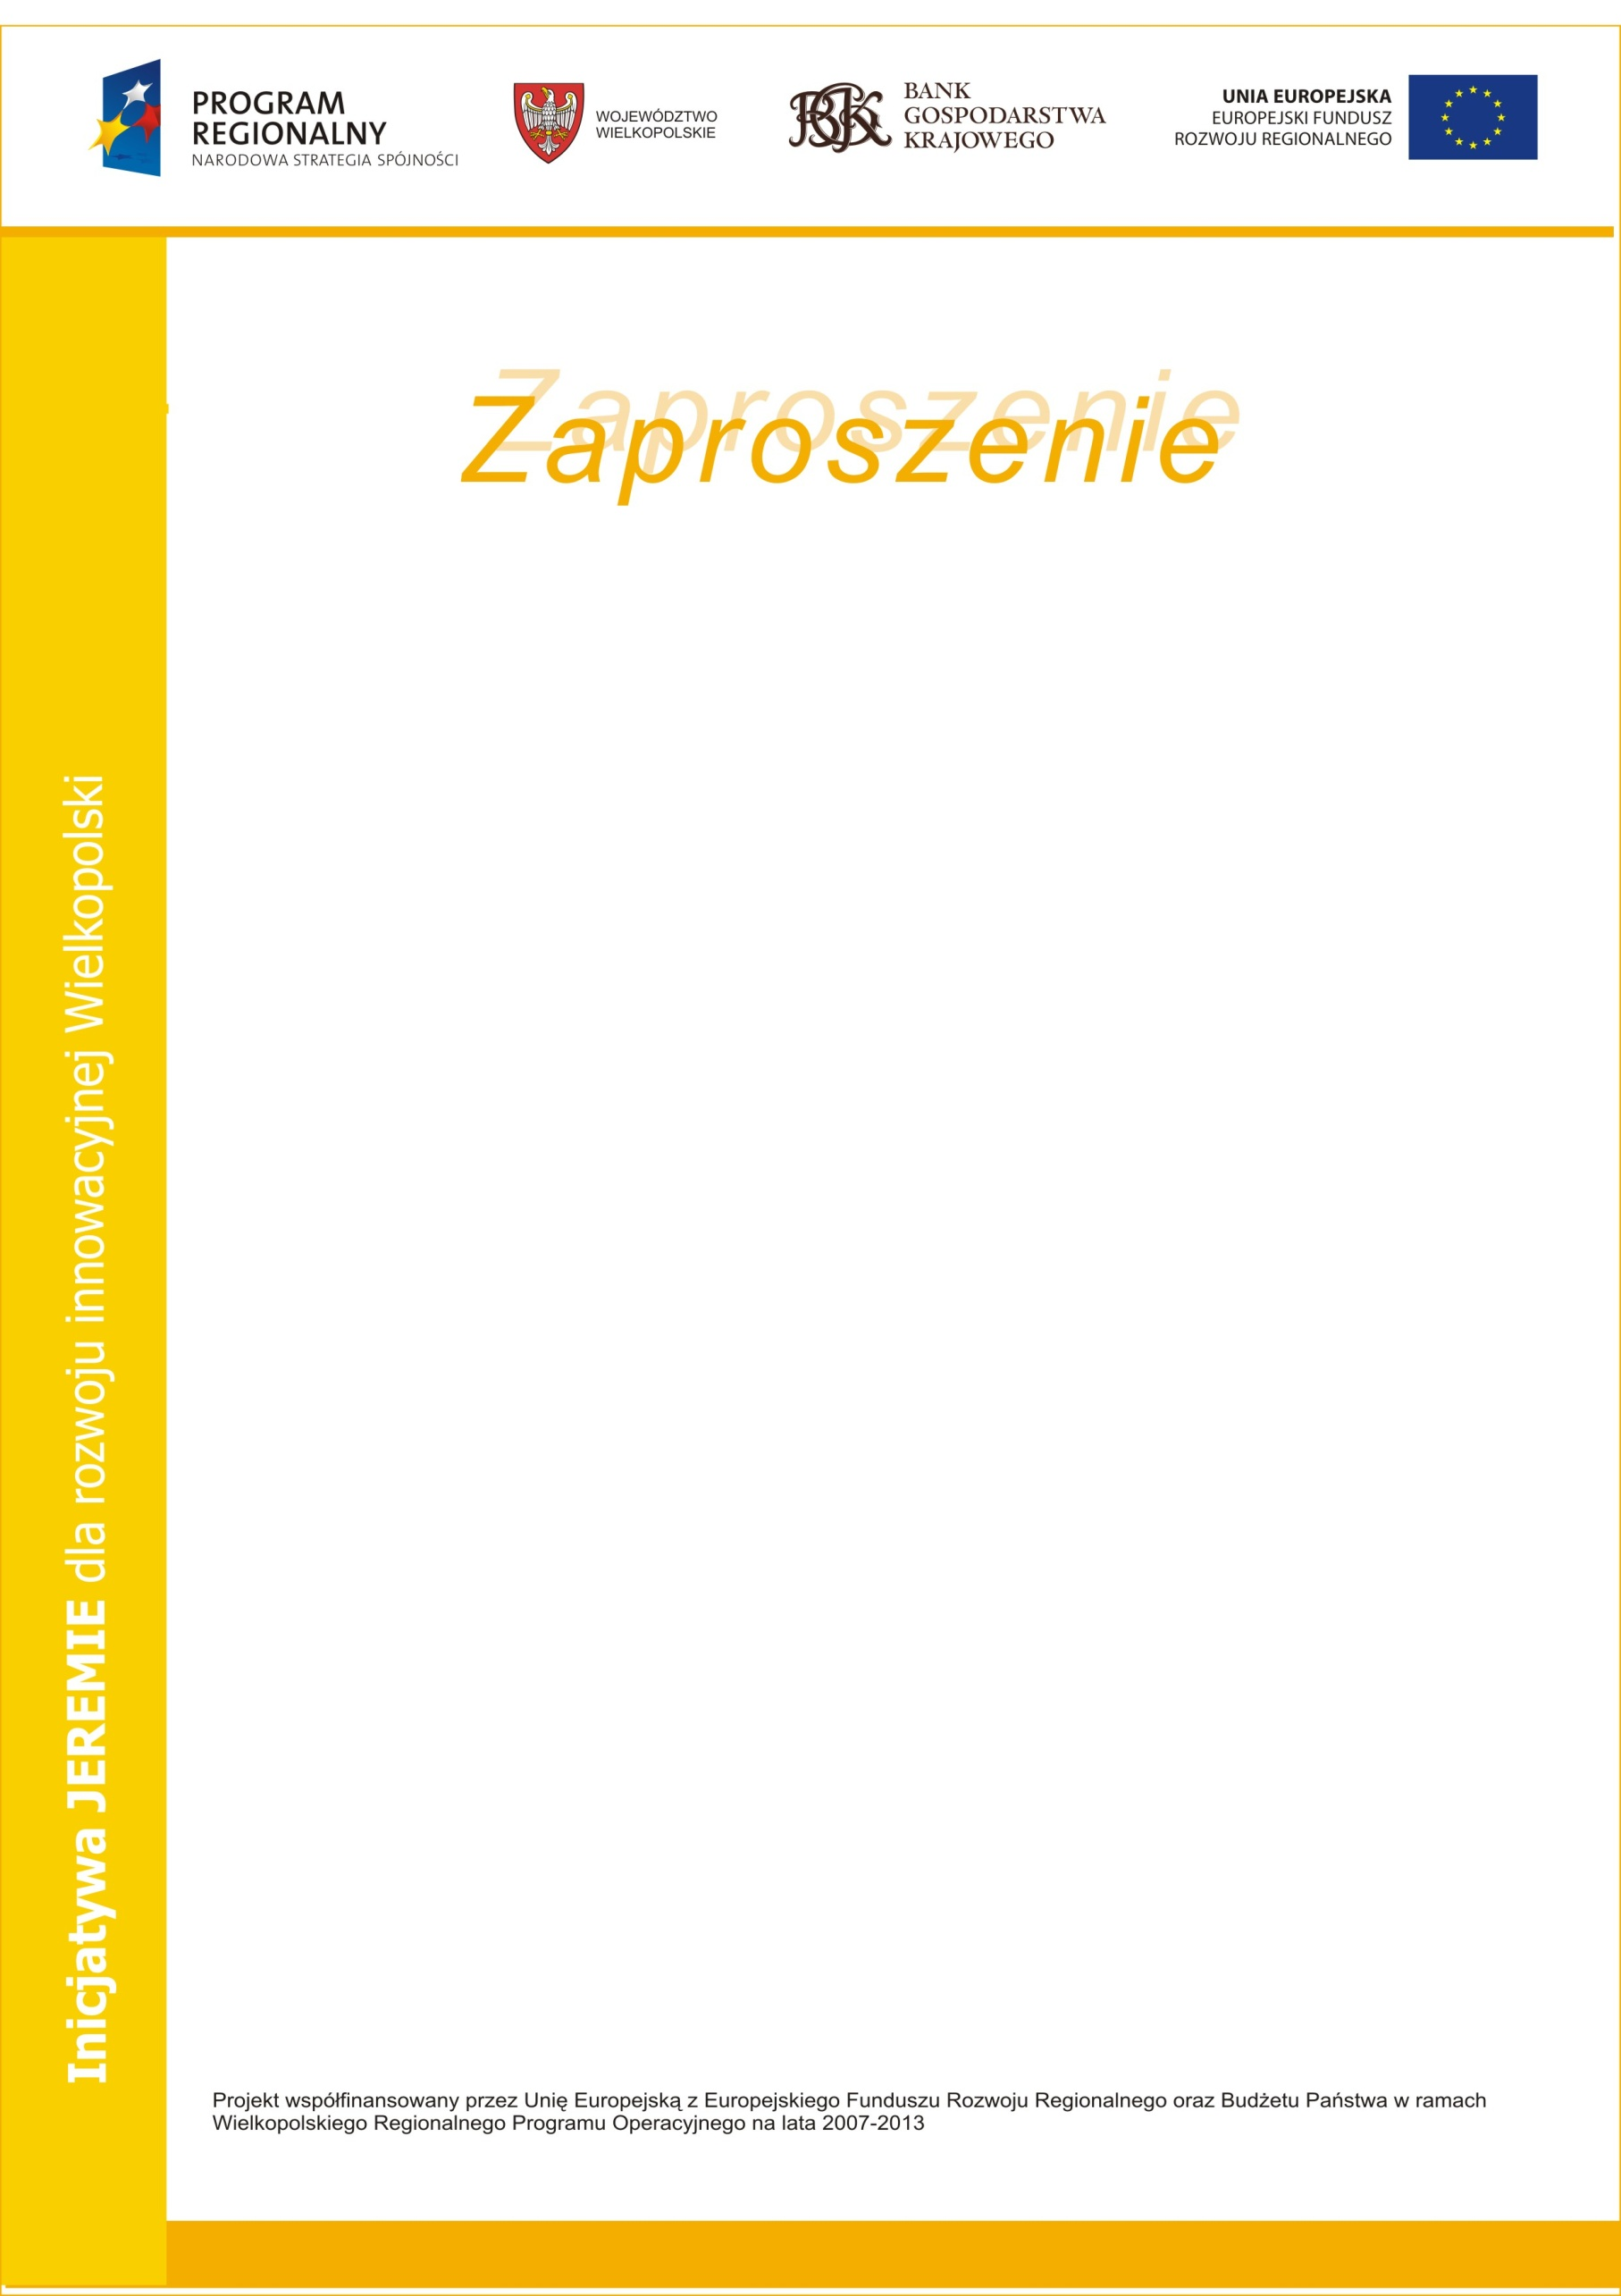 PROGRAM
REGIONALNY
NARODOWA STRATEGIA SPÓJNOŚCI
WOJEWÓDZTWO
WIELKOPOLSKIE
BGK
BANK
GOSPODARSTWA
KRAJOWEGO
UNIA EUROPEJSKA
EUROPEJSKI FUNDUSZ
ROZWOJU REGIONALNEGO
Zaproszenie
Zaproszenie
Inicjatywa JEREMIE dla rozwoju innowacyjnej Wielkopolski
Projekt współfinansowany przez Unię Europejską z Europejskiego Funduszu Rozwoju Regionalnego oraz Budżetu Państwa w ramach
Wielkopolskiego Regionalnego Programu Operacyjnego na lata 2007-2013